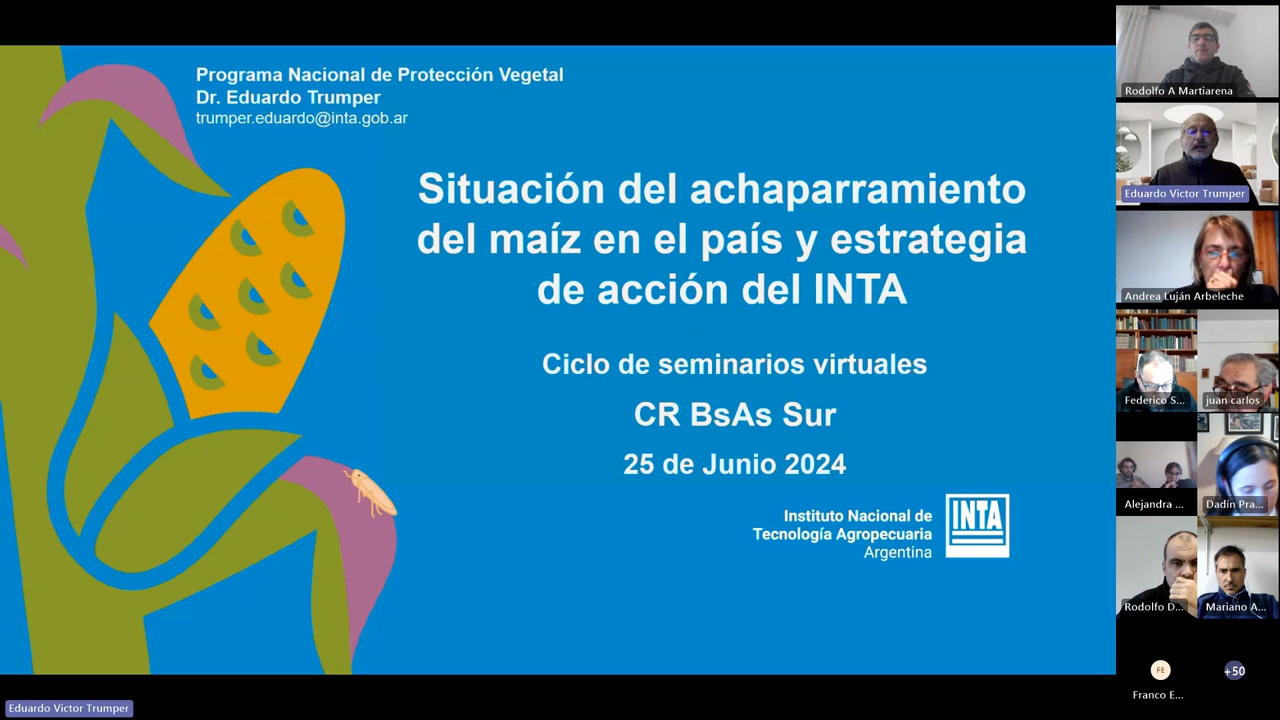 Programa Nacional de Protección Vegetal
Dr. Eduardo Trumper
trumper.eduardo@inta.gob.ar
Situación del achaparramiento
del maíz en el país y estrategia
de acción del INTA
Ciclo de seminarios virtuales
CR BsAs Sur
25 de Junio 2024
Instituto Nacional de
Tecnología Agropecuaria
Argentina
INTA
Eduardo Victor Trumper
Rodolfo A Martiarena
Eduardo Victor Trumper
Andrea Luján Arbeleche
Federico S...
juan carlos
Alejandra ...
Dadín Pra...
Rodolfo D...
Mariano A...
FE
+50
Franco E...